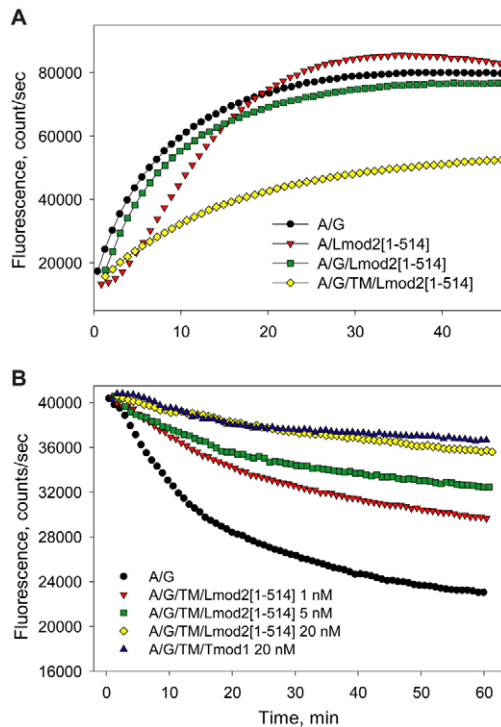 A
Fluorescence, count/sec
80000
60000
40000
20000
A/G
A/Lmod2[1-514]
A/G/Lmod2[1-514]
A/G/TM/Lmod2[1-514]
0 10 20 30 40
B
Fluorescence, counts/sec
40000
36000
32000
28000
24000
20000
16000
A/G
A/G/TM/Lmod2[1-514] 1 nM
A/G/TM/Lmod2[1-514] 5 nM
A/G/TM/Lmod2[1-514] 20 nM
A/G/TM/Tmod1 20 nM
0 10 20 30 40 50 60
Time, min